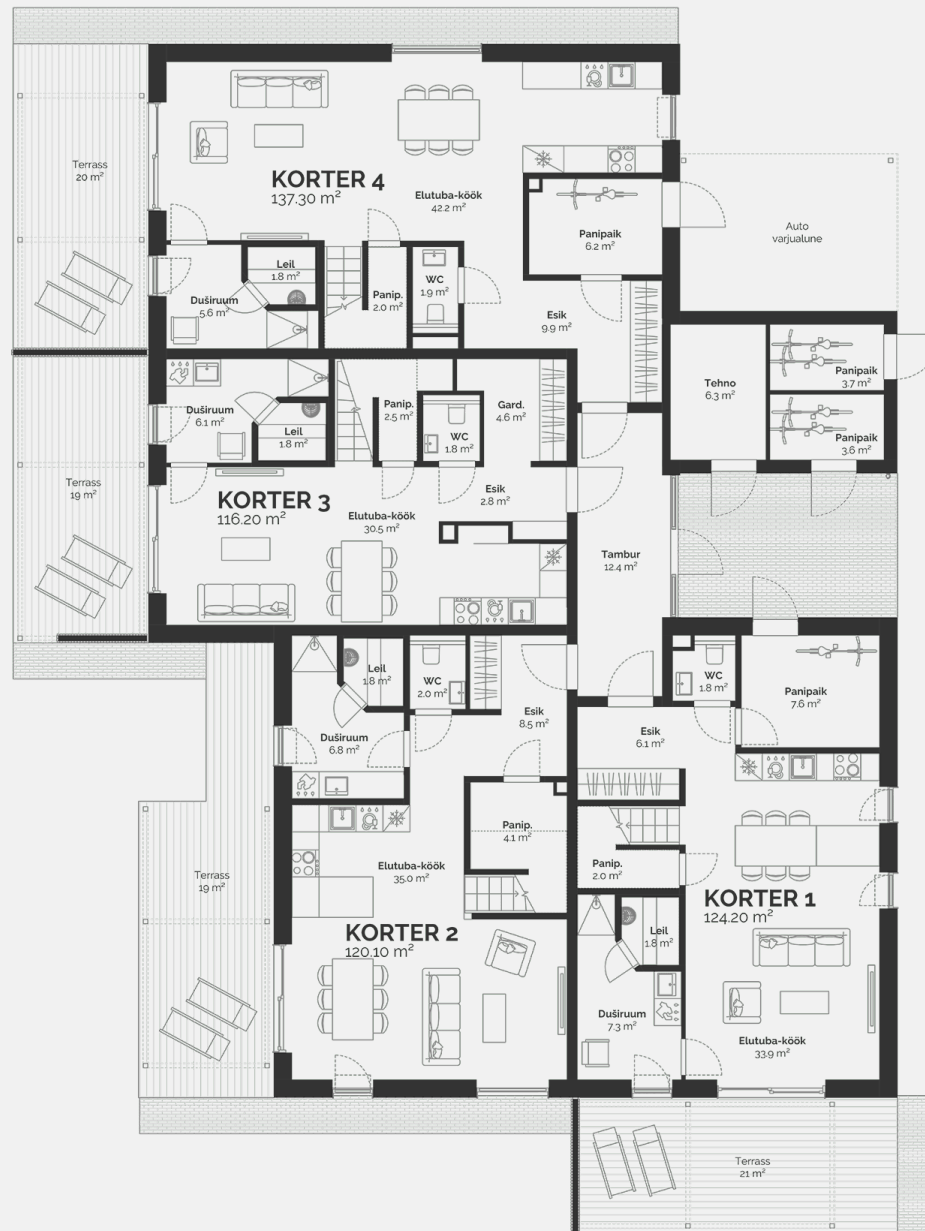 Terrass
20 m²
KORTER 4
137.30 m²
Elutuba-köök
42.2 m²
Panipaik
6.2 m²
Auto
varjualune
Leil
1.8 m²
Duširuum
5.6 m²
Panip.
2.0 m²
WC
1.9 m²
Esik
9.9 m²
Tehno
6.3 m²
Panipaik
3.7 m²
Panipaik
3.6 m²
Duširuum
6.1 m²
Leil
1.8 m²
Panip.
2.5 m²
WC
1.8 m²
Gard.
4.6 m²
Terrass
19 m²
KORTER 3
116.20 m²
Elutuba-köök
30.5 m²
Esik
2.8 m²
Tambur
12.4 m²
Leil
1.8 m²
WC
2.0 m²
Esik
8.5 m²
Duširuum
6.8 m²
WC
1.8 m²
Panipaik
7.6 m²
Esik
6.1 m²
Panip.
4.1 m²
Elutuba-köök
35.0 m²
Terrass
19 m²
KORTER 2
120.10 m²
Panip.
2.0 m²
KORTER 1
124.20 m²
Leil
1.8 m²
Duširuum
7.3 m²
Elutuba-köök
33.9 m²
Terrass
21 m²